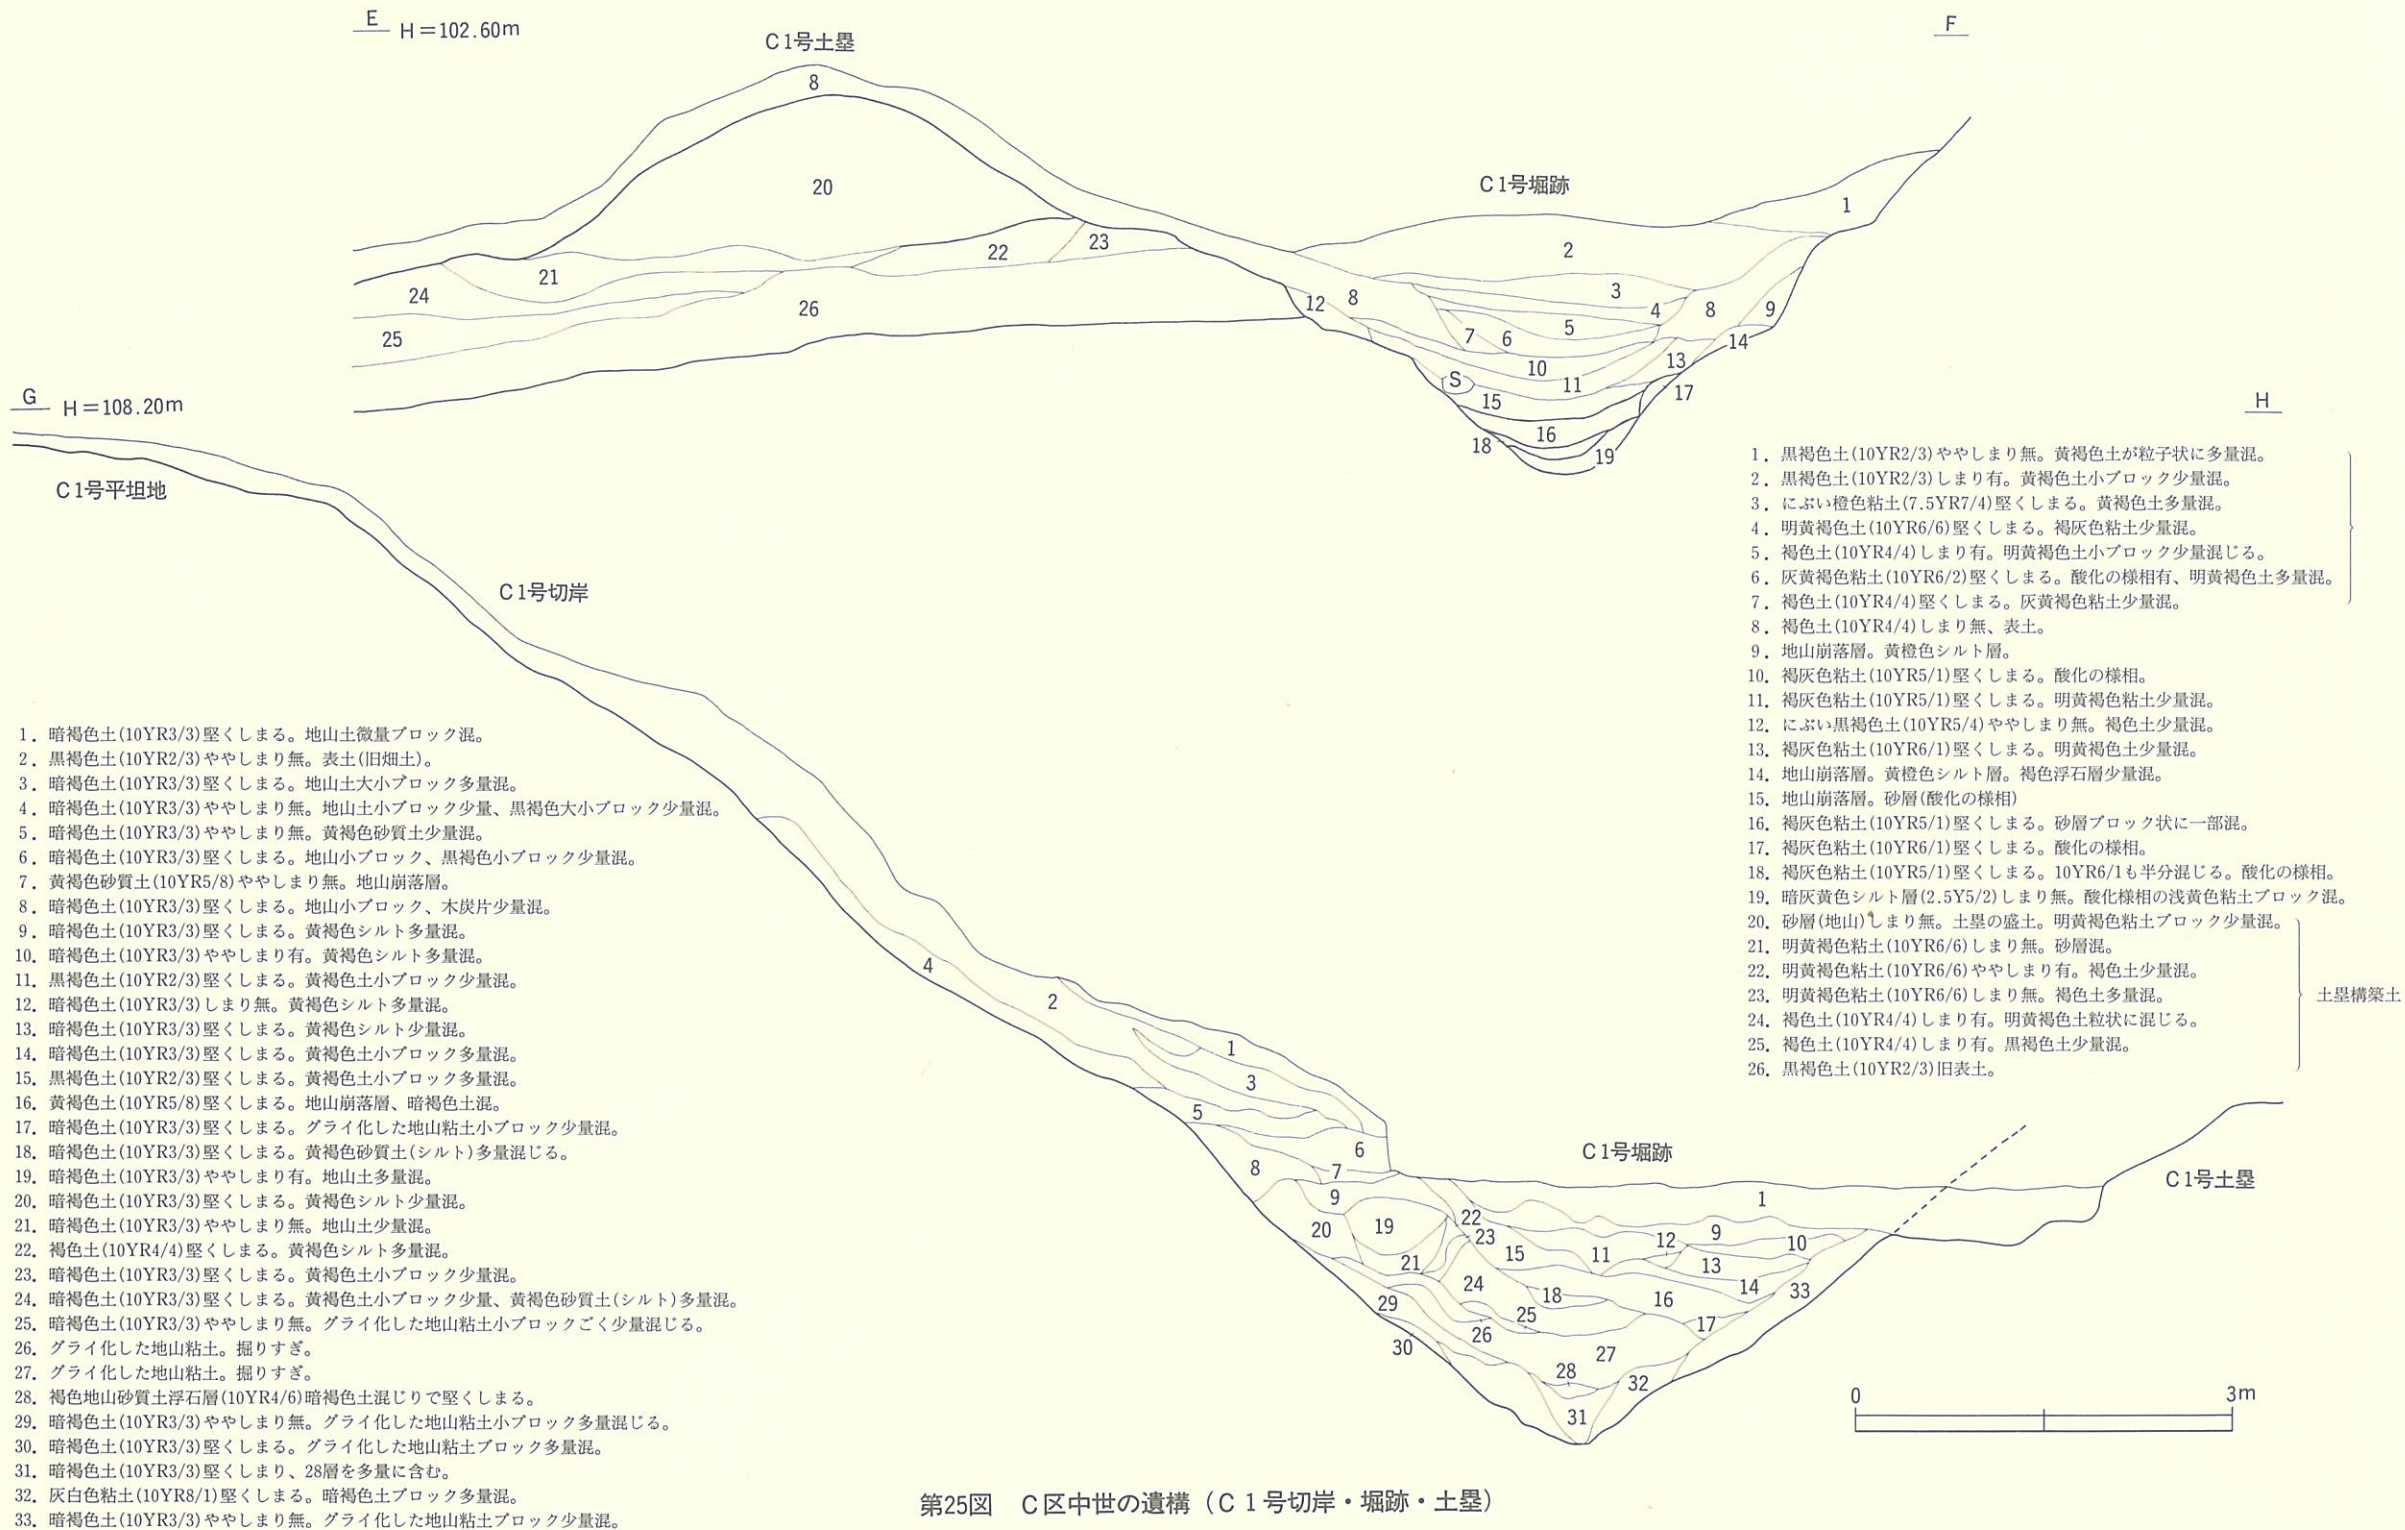 E H＝102.60m
F
C1号土塁
8
20
C1号堀跡
1
2
22
23
21
24
26
25
12
8
3
4
8
9
7
6
5
14
10
13
S
11
15
17
16
18
19
G H＝108.20m
H
C1号平坦地
C1号切岸
1．黒褐色土(10YR2/3)ややしまり無。黄褐色土が粒子状に多量混。
2．黒褐色土(10YR2/3)しまり有。黄褐色土小ブロック少量混。
3．にぶい橙色粘土(7.5YR7/4)堅くしまる。黄褐色土多量混。
4．明黄褐色土(10YR6/6)堅くしまる。褐灰色粘土少量混。
5．褐色土(10YR4/4)しまり有。明黄褐色土小ブロック少量混じる。
6．灰黄褐色粘土(10YR6/2)堅くしまる。酸化の様相有、明黄褐色土多量混。
7．褐色土(10YR4/4)堅くしまる。灰黄褐色粘土少量混。
8．褐色土(10YR4/4)しまり無、表土。
9．地山崩落層。黄橙色シルト層。
10．褐灰色粘土(10YR5/1)堅くしまる。酸化の様相。
11．褐灰色粘土(10YR5/1)堅くしまる。明黄褐色粘土少量混。
12．にぶい黒褐色土(10YR5/4)ややしまり無。褐色土少量混。
13．褐灰色粘土(10YR6/1)堅くしまる。明黄褐色土少量混。
14．地山崩落層。黄橙色シルト層。褐色浮石層少量混。
15．地山崩落層。砂層(酸化の様相)
16．褐灰色粘土(10YR5/1)堅くしまる。砂層ブロック状に一部混。
17．褐灰色粘土(10YR6/1)堅くしまる。酸化の様相。
18．褐灰色粘土(10YR5/1)堅くしまる。10YR6/1も半分混じる。酸化の様相。
19．暗灰黄色シルト層(2.5Y5/2)しまり無。酸化様相の浅黄色粘土ブロック混。
20．砂層(地山)しまり無。土塁の盛土。明黄褐色粘土ブロック少量混。
21．明黄褐色粘土(10YR6/6)しまり無。砂層混。
22．明黄褐色粘土(10YR6/6)ややしまり有。褐色土少量混。
23．明黄褐色粘土(10YR6/6)しまり無。褐色土多量混。
24．褐色土(10YR4/4)しまり有。明黄褐色土粒状に混じる。
25．褐色土(10YR4/4)しまり有。黒褐色土少量混。
26．黒褐色土(10YR2/3)旧表土。
土塁構築土
1．暗褐色土(10YR3/3)堅くしまる。地山土微量ブロック混。
2．黒褐色土(10YR2/3)ややしまり無。表土(旧畑土)。
3．暗褐色土(10YR3/3)堅くしまる。地山土大小ブロック多量混。
4．暗褐色土(10YR3/3)ややしまり無。地山土小ブロック少量、黒褐色大小ブロック少量混。
5．暗褐色土(10YR3/3)ややしまり無。黄褐色砂質土少量混。
6．暗褐色土(10YR3/3)堅くしまる。地山小ブロック、黒褐色小ブロック少量混。
7．黄褐色砂質土(10YR5/8)ややしまり無。地山崩落層。
8．暗褐色土(10YR3/3)堅くしまる。地山小ブロック、木炭片少量混。
9．暗褐色土(10YR3/3)堅くしまる。黄褐色シルト多量混。
10．暗褐色土(10YR3/3)ややしまり有。黄褐色シルト多量混。
11．黒褐色土(10YR2/3)堅くしまる。黄褐色土小ブロック少量混。
12．暗褐色土(10YR3/3)しまり無。黄褐色シルト多量混。
13．暗褐色土(10YR3/3)堅くしまる。黄褐色シルト少量混。
14．暗褐色土(10YR3/3)堅くしまる。黄褐色土小ブロック多量混。
15．黒褐色土(10YR2/3)堅くしまる。黄褐色土小ブロック多量混。
16．黄褐色土(10YR5/8)堅くしまる。地山崩落層、暗褐色土混。
17．暗褐色土(10YR3/3)堅くしまる。グライ化した地山粘土小ブロック少量混。
18．暗褐色土(10YR3/3)堅くしまる。黄褐色砂質土(シルト)多量混じる。
19．暗褐色土(10YR3/3)ややしまり有。地山土多量混。
20．暗褐色土(10YR3/3)堅くしまる。黄褐色シルト少量混。
21．暗褐色土(10YR3/3)ややしまり無。地山土少量混。
22．褐色土(10YR4/4)堅くしまる。黄褐色シルト多量混。
23．暗褐色土(10YR3/3)堅くしまる。黄褐色土小ブロック少量混。
24．暗褐色土(10YR3/3)堅くしまる。黄褐色土小ブロック少量、黄褐色砂質土(シルト)多量混。
25．暗褐色土(10YR3/3)ややしまり無。グライ化した地山粘土小ブロックごく少量混じる。
26．グライ化した地山粘土。掘りすぎ。
27．グライ化した地山粘土。掘りすぎ。
28．褐色地山砂質土浮石層(10YR4/6)暗褐色土混じりで堅くしまる。
29．暗褐色土(10YR3/3)ややしまり無。グライ化した地山粘土小ブロック多量混じる。
30．暗褐色土(10YR3/3)堅くしまる。グライ化した地山粘土ブロック多量混。
31．暗褐色土(10YR3/3)堅くしまり、28層を多量に含む。
32．灰白色粘土(10YR8/1)堅くしまる。暗褐色土ブロック多量混。
33．暗褐色土(10YR3/3)ややしまり無。グライ化した地山粘土ブロック少量混。
4
2
1
3
5
6
7
8
9
C1号堀跡
C1号土塁
1
20
19
22
23
21
15
11
12
9
10
13
14
33
24
18
16
17
29
25
26
30
27
28
32
31
0 3m
第25図 C区中世の遺構（C1号切岸・堀跡・土塁）